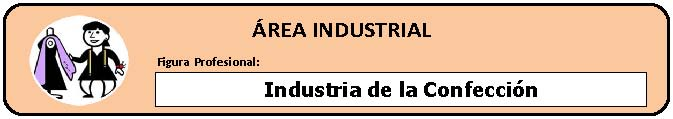 ÁREA INDUSTRIAL
Figura Profesional:
Industria de la Confección